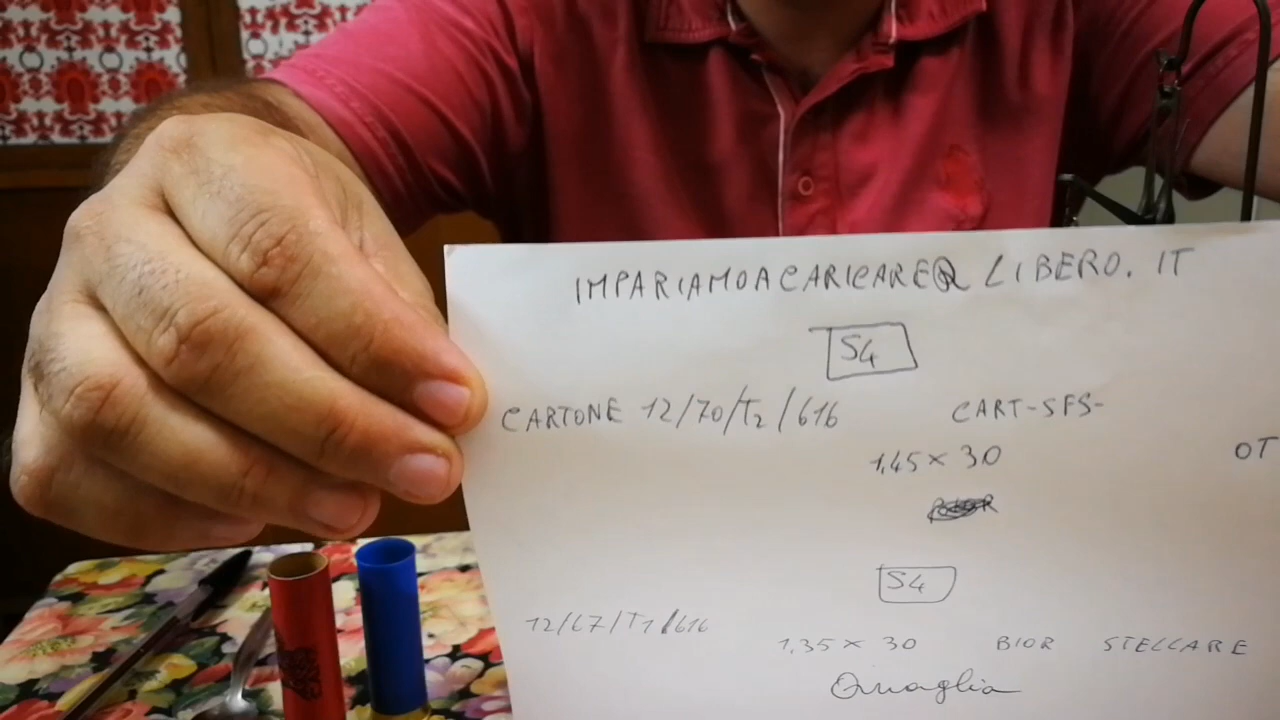 IMPARIAMOACARICARE@ LIBERO.IT
S4
CARTONE 12/70/T2/616 CART-SFS-
1,45 x 30 OT
S4
12/67/T1/616 1,35 x 30 BIOR STELLARE
Quaglia